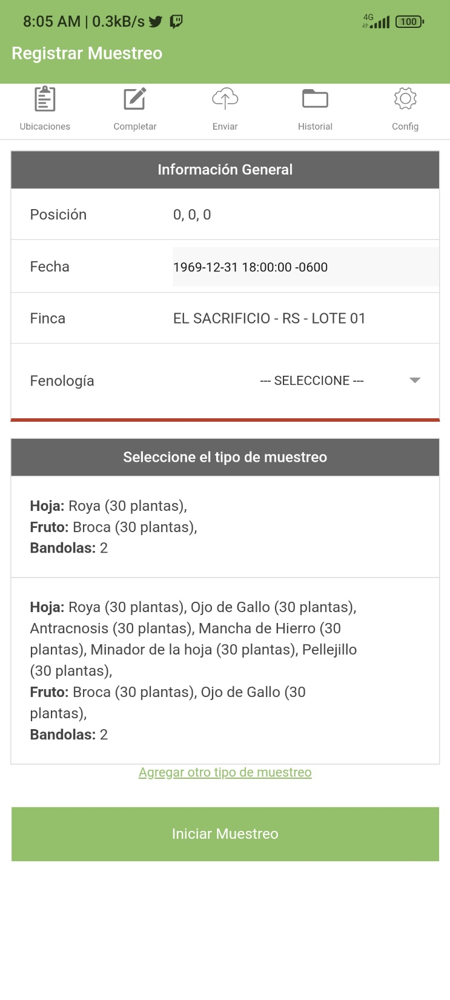 8:05 AM | 0.3kB/s
4G
100
Registrar Muestreo
Ubicaciones
Completar
Enviar
Historial
Config
Información General
Posición
0, 0, 0
Fecha
1969-12-31 18:00:00 -0600
Finca
EL SACRIFICIO - RS - LOTE 01
Fenología
--- SELECCIONE ---
Seleccione el tipo de muestreo
Hoja: Roya (30 plantas),
Fruto: Broca (30 plantas),
Bandolas: 2
Hoja: Roya (30 plantas), Ojo de Gallo (30 plantas),
Antracnosis (30 plantas), Mancha de Hierro (30
plantas), Minador de la hoja (30 plantas), Pellejillo
(30 plantas),
Fruto: Broca (30 plantas), Ojo de Gallo (30
plantas),
Bandolas: 2
Agregar otro tipo de muestreo
Iniciar Muestreo